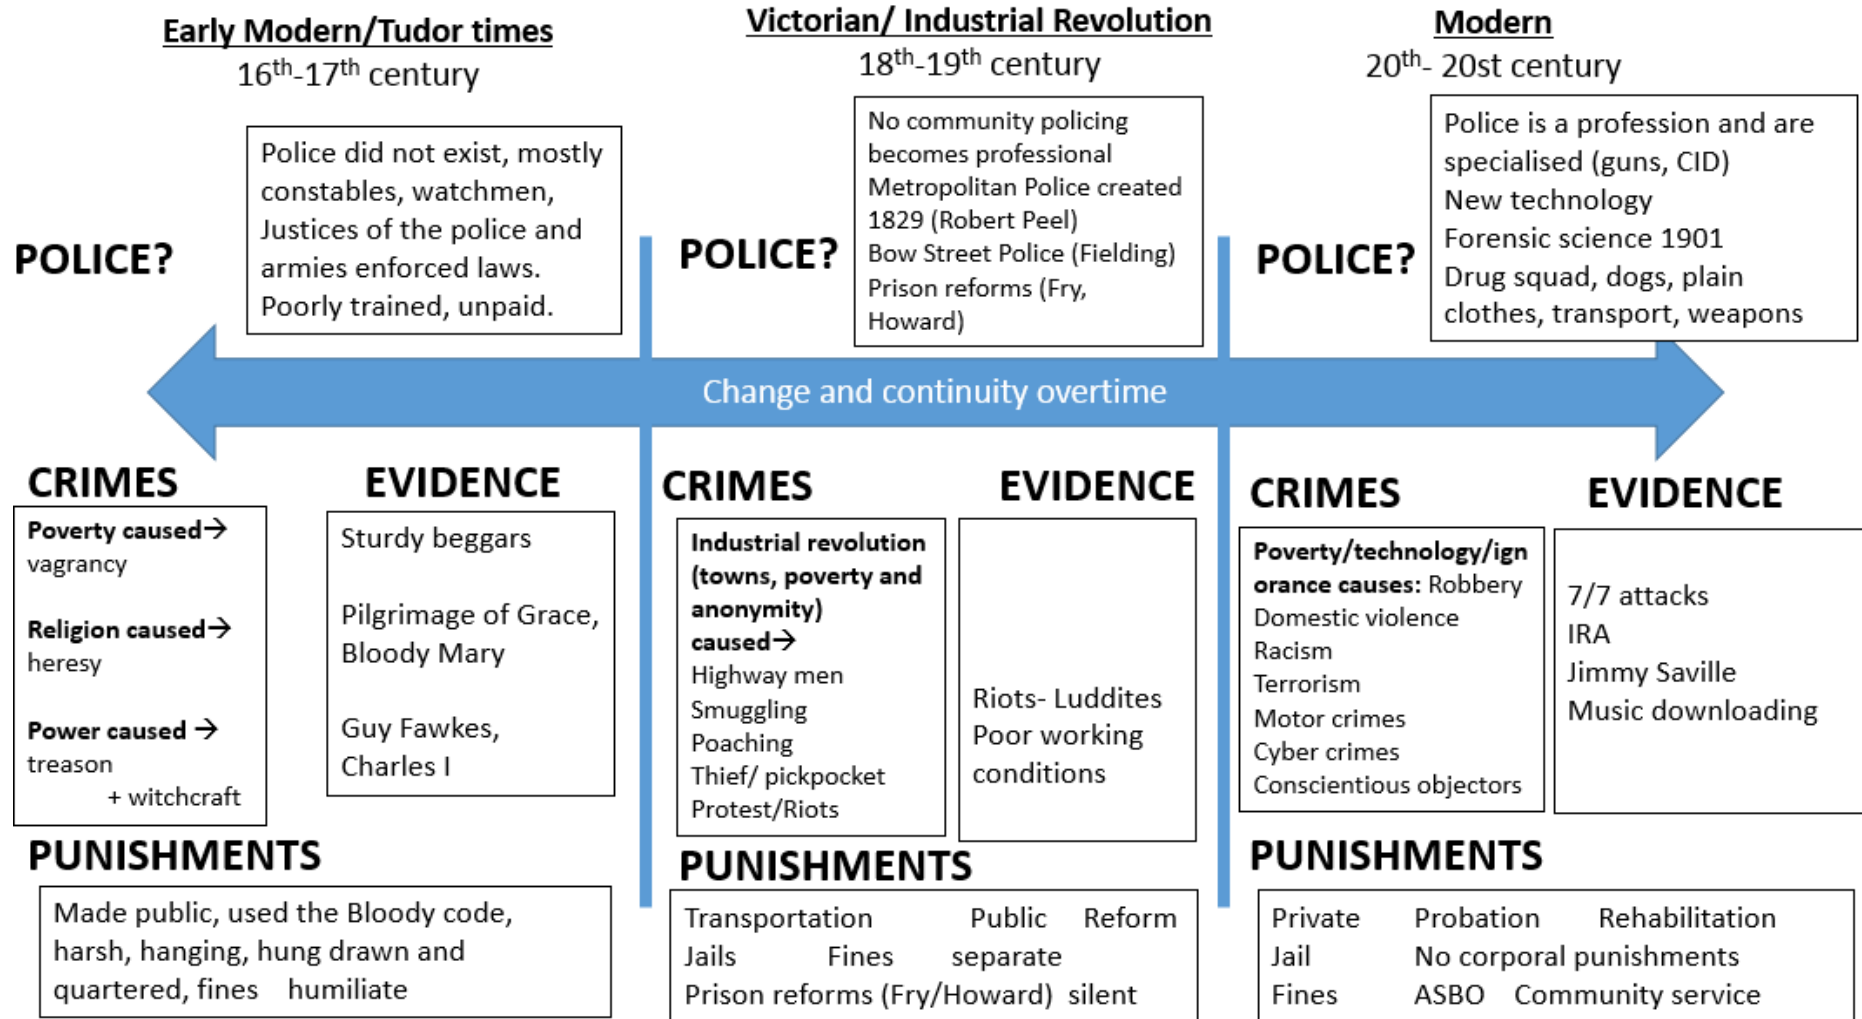 Early Modern/Tudor times
16th-17th century
POLICE?
Police did not exist, mostly
constables, watchmen,
Justices of the police and
armies enforced laws.
Poorly trained, unpaid.
Victorian/ Industrial Revolution
18th-19th century
POLICE?
No community policing
becomes professional
Metropolitan Police created
1829 (Robert Peel)
Bow Street Police (Fielding)
Prison reforms (Fry,
Howard)
Modern
20th- 20st century
POLICE?
Police is a profession and are
specialised (guns, CID)
New technology
Forensic science 1901
Drug squad, dogs, plain
clothes, transport, weapons
Change and continuity overtime
CRIMES
Poverty caused→
vagrancy
Religion caused→
heresy
Power caused →
treason
+ witchcraft
EVIDENCE
Sturdy beggars
Pilgrimage of Grace,
Bloody Mary
Guy Fawkes,
Charles I
PUNISHMENTS
Made public, used the Bloody code,
harsh, hanging, hung drawn and
quartered, fines humiliate
CRIMES
Industrial revolution
(towns, poverty and
anonymity)
caused→
Highway men
Smuggling
Poaching
Thief/ pickpocket
Protest/Riots
EVIDENCE
Riots- Luddites
Poor working
conditions
PUNISHMENTS
Transportation Public Reform
Jails Fines separate
Prison reforms (Fry/Howard) silent
CRIMES
Poverty/technology/ign
orance causes: Robbery
Domestic violence
Racism
Terrorism
Motor crimes
Cyber crimes
Conscientious objectors
EVIDENCE
7/7 attacks
IRA
Jimmy Saville
Music downloading
PUNISHMENTS
Private Probation Rehabilitation
Jail No corporal punishments
Fines ASBO Community service